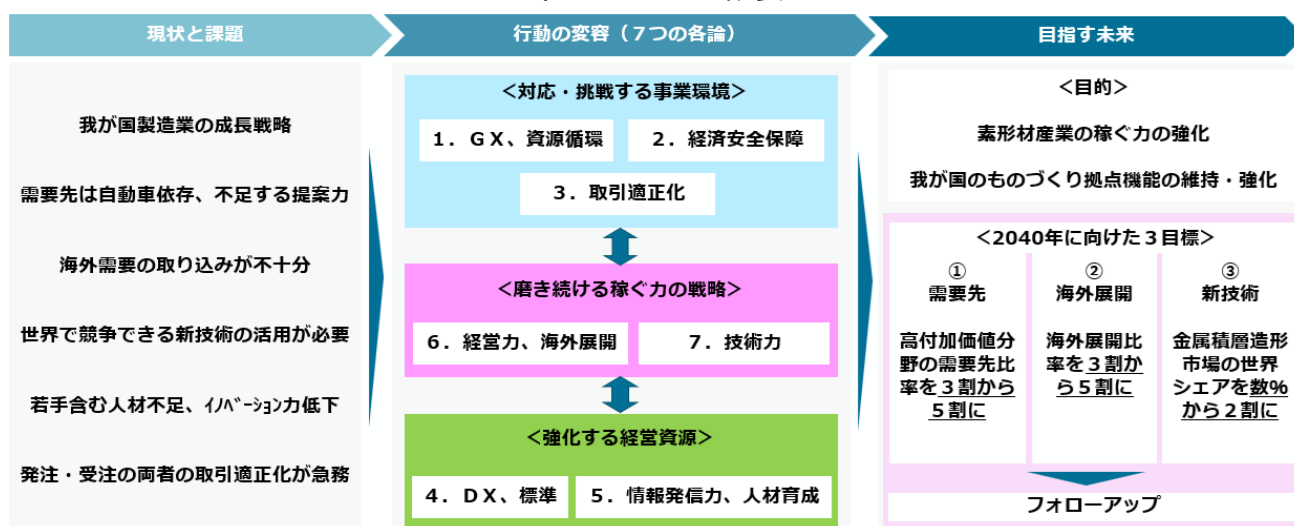 現状と課題
我が国製造業の成長戦略
需要先は自動車依存、不足する提案力
海外需要の取り込みが不十分
世界で競争できる新技術の活用が必要
若手含む人材不足、ｲﾉﾍﾞｰｼｮﾝ力低下
発注・受注の両者の取引適正化が急務
行動の変容（７つの各論）
＜対応・挑戦する事業環境＞
１．ＧＸ、資源循環
２．経済安全保障
３．取引適正化
＜磨き続ける稼ぐ力の戦略＞
６．経営力、海外展開
７．技術力
＜強化する経営資源＞
４．ＤＸ、標準
５．情報発信力、人材育成
目指す未来
＜目的＞
素形材産業の稼ぐ力の強化
我が国のものづくり拠点機能の維持・強化
＜2040年に向けた３目標＞
①
需要先
高付加価値分
野の需要先比
率を３割から
５割に
②
海外展開
海外展開比
率を３割か
ら５割に
③
新技術
金属積層造形
市場の世界
シェアを数%
から２割に
フォローアップ